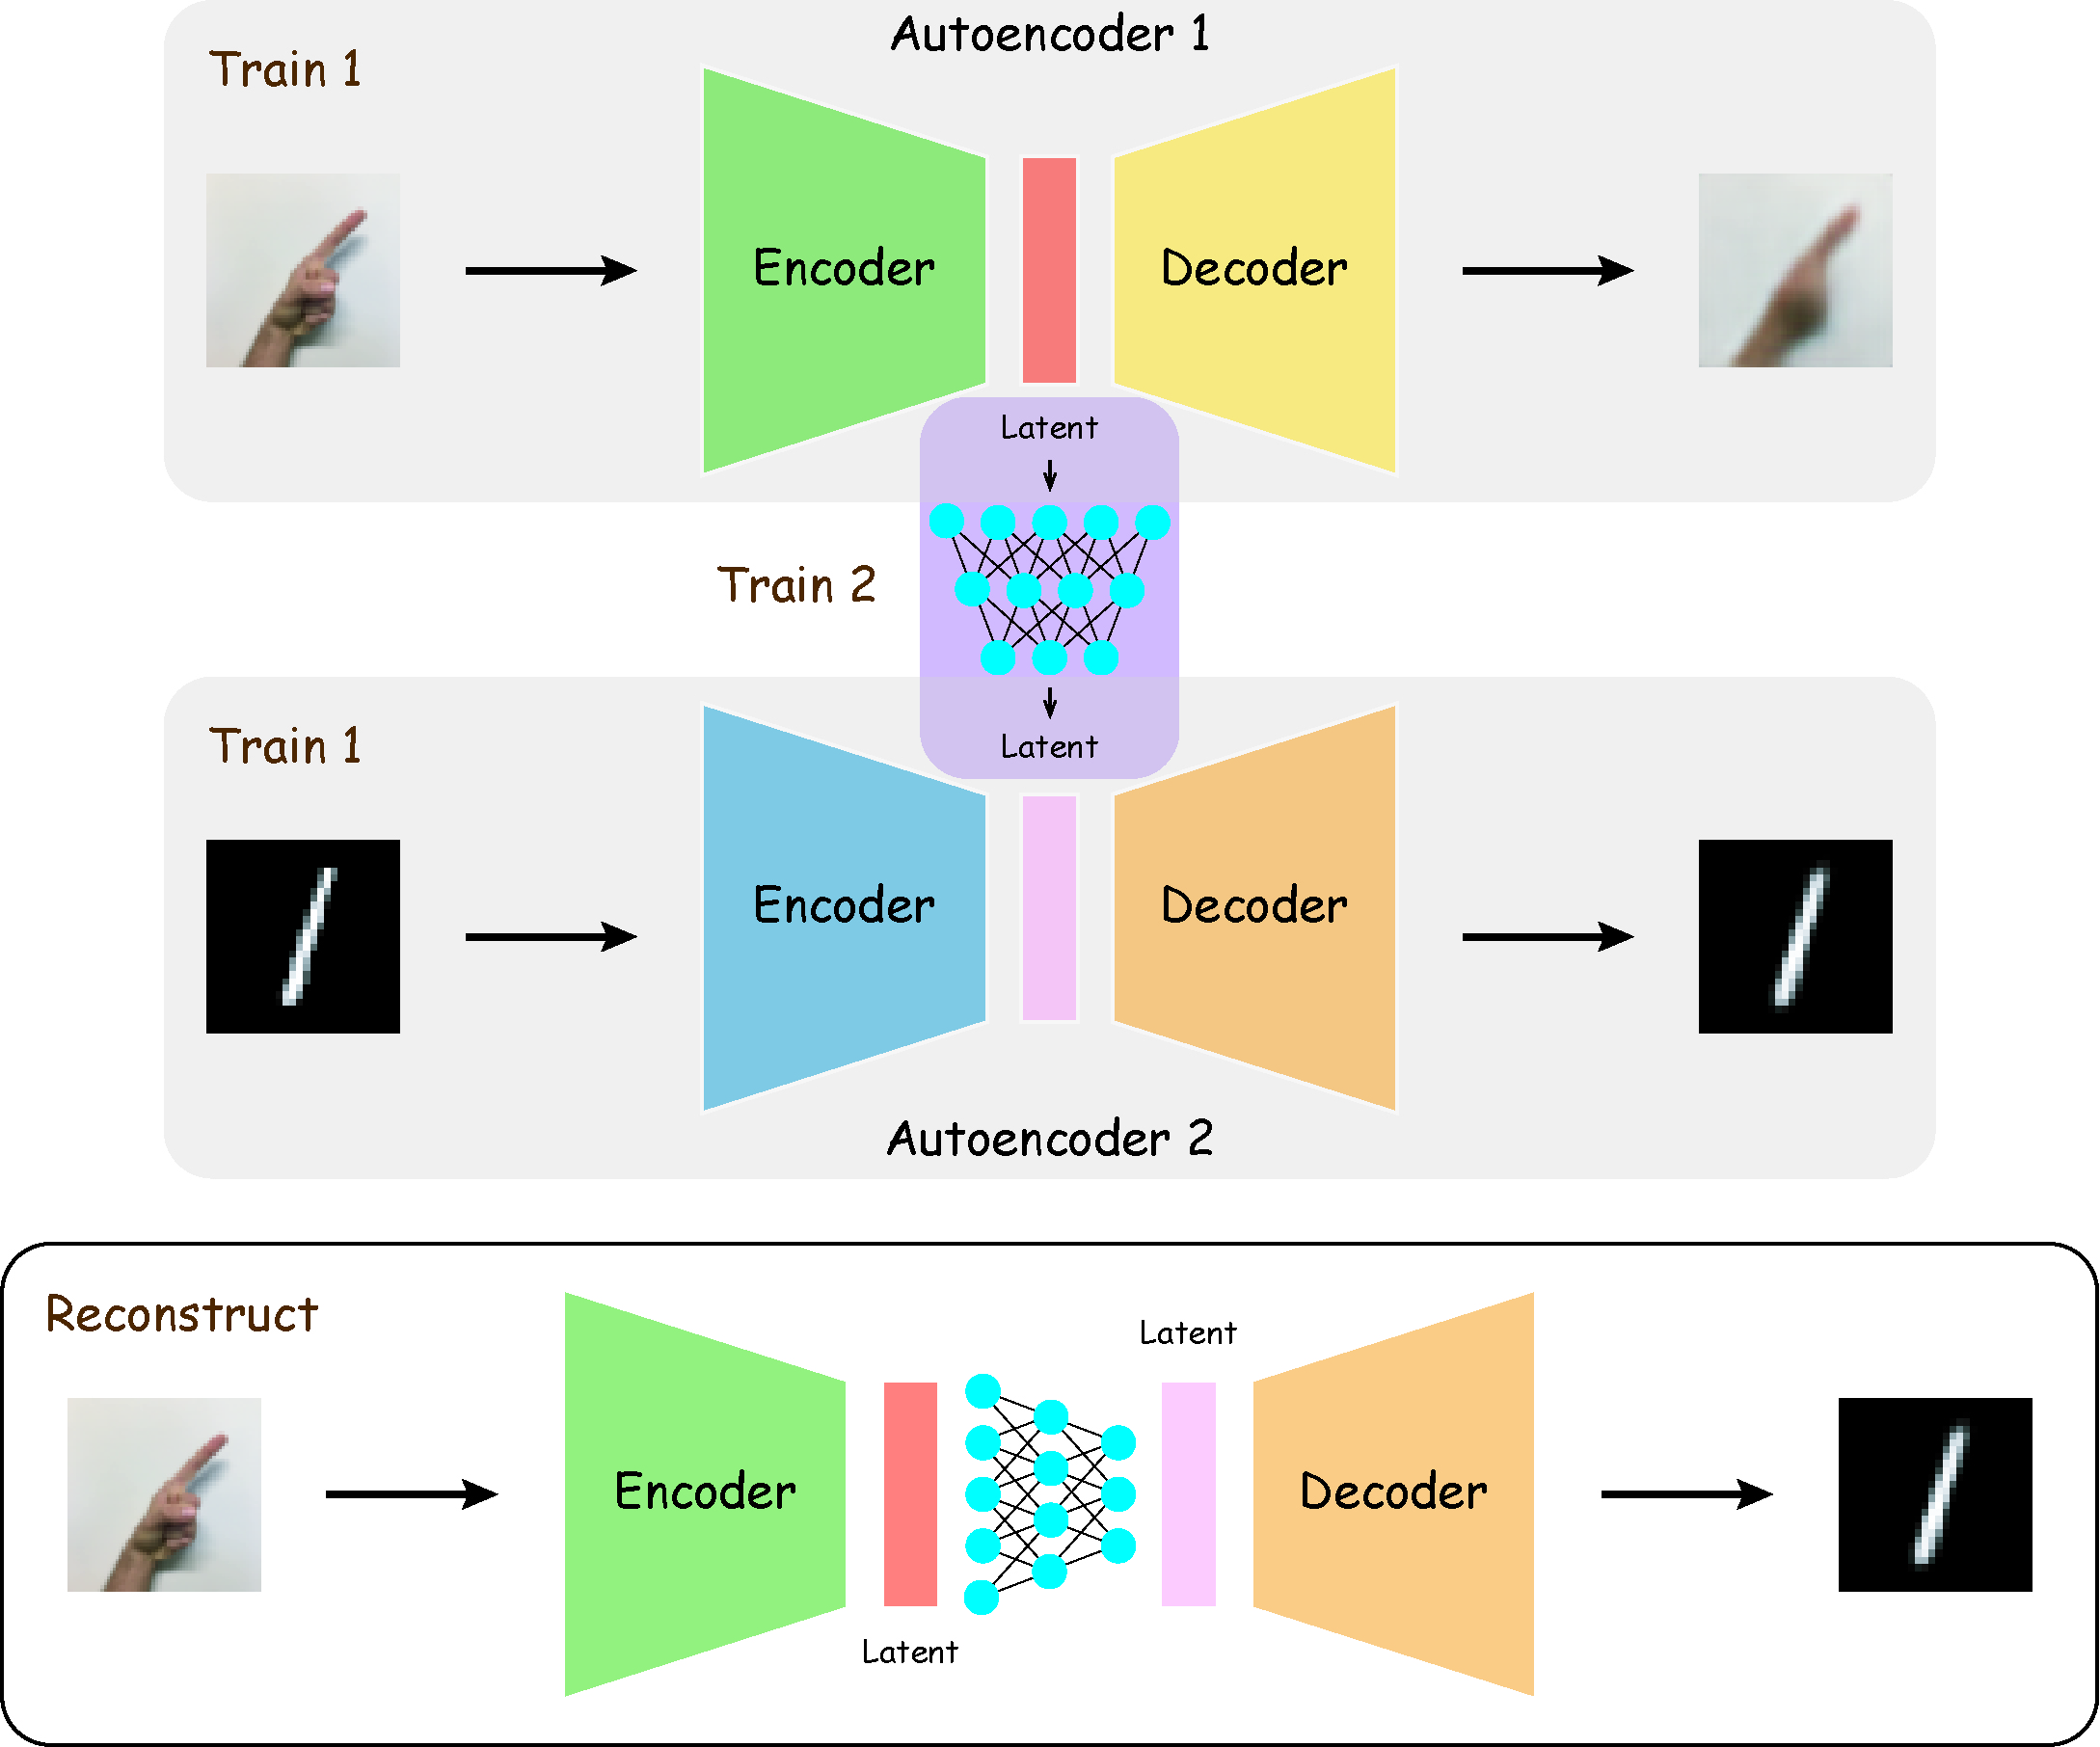 Autoencoder 1
Train 1
Encoder
Decoder
Latent
Train 2
Latent
Train 1
Encoder
Decoder
Autoencoder 2
Reconstruct
Latent
Encoder
Decoder
Latent